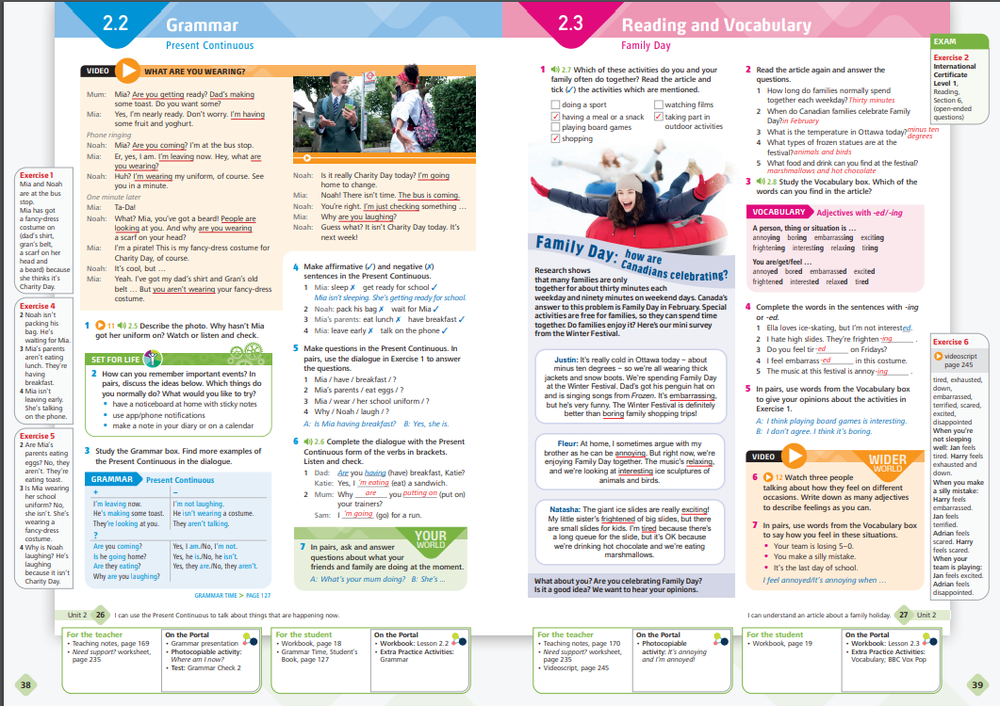 2.2 Grammar
Present Continuous
VIDEO WHAT ARE YOU WEARING?
Mum: Mia? Are you getting ready? Dad's making
some toast. Do you want some?
Mia: Yes, I'm nearly ready. Don't worry. I'm having
some fruit and yoghurt.
Phone ringing
Noah: Mia? Are you coming? I'm at the bus stop.
Mia: Er, yes, I am. I'm leaving now. Hey, what are
you wearing?
Noah: Huh? I'm wearing my uniform, of course. See
you in a minute.
One minute later
Mia: Ta-Da!
Noah: What? Mia, you've got a beard! People are
looking at you. And why are you wearing
a scarf on your head?
Mia: I'm a pirate! This is my fancy-dress costume for
Charity Day, of course.
Noah: It's cool, but …
Mia: Yeah. I've got my dad's shirt and Gran's old
belt … But you aren't wearing your fancy-dress
costume.
Noah: Is it really Charity Day today? I'm going
home to change.
Mia: Noah! There isn't time. The bus is coming.
Noah: You're right. I'm just checking something …
Mia: Why are you laughing?
Noah: Guess what? It isn't Charity Day today. It's
next week!
Exercise 1
Mia and Noah
are at the bus
stop.
Mia has got
a fancy-dress
costume on
(dad's shirt,
gran's belt,
a scarf on her
head and
a beard) because
she thinks it's
Charity Day.
Exercise 4
2 Noah isn't
packing his
bag. He's
waiting for Mia.
3 Mia's parents
aren't eating
lunch. They're
having
breakfast.
4 Mia isn't
leaving early.
She's talking
on the phone.
Exercise 5
2 Are Mia's
parents eating
eggs? No, they
aren't. They're
eating toast.
3 Is Mia wearing
her school
uniform? No,
she isn't. She's
wearing a
fancy-dress
costume.
4 Why is Noah
laughing? He's
laughing
because it isn't
Charity Day.
1 11 2.5 Describe the photo. Why hasn't Mia
got her uniform on? Watch or listen and check.
SET FOR LIFE
2 How can you remember important events? In
pairs, discuss the ideas below. Which things do
you normally do? What would you like to try?
• have a noticeboard at home with sticky notes
• use app/phone notifications
• make a note in your diary or on a calendar
3 Study the Grammar box. Find more examples of
the Present Continuous in the dialogue.
GRAMMAR Present Continuous
+ –
I'm leaving now. I'm not laughing.
He's making some toast. He isn't wearing a costume.
They're looking at you. They aren't talking.
?
Are you coming? Yes, I am./No, I'm not.
Is he going home? Yes, he is./No, he isn't.
Are they eating? Yes, they are./No, they aren't.
Why are you laughing?
GRAMMAR TIME > PAGE 127
4 Make affirmative (✓) and negative (✗)
sentences in the Present Continuous.
1 Mia: sleep ✗ get ready for school ✓
Mia isn't sleeping. She's getting ready for school.
2 Noah: pack his bag ✗ wait for Mia ✓
3 Mia's parents: eat lunch ✗ have breakfast ✓
4 Mia: leave early ✗ talk on the phone ✓
5 Make questions in the Present Continuous. In
pairs, use the dialogue in Exercise 1 to answer
the questions.
1 Mia / have / breakfast / ?
2 Mia's parents / eat eggs / ?
3 Mia / wear / her school uniform / ?
4 Why / Noah / laugh / ?
A: Is Mia having breakfast? B: Yes, she is.
6 2.6 Complete the dialogue with the Present
Continuous form of the verbs in brackets.
Listen and check.
1 Dad: Are you having (have) breakfast, Katie?
Katie: Yes, I 'm eating (eat) a sandwich.
2 Mum: Why are you putting on (put on)
your trainers?
Sam: I 'm going (go) for a run.
YOUR
WORLD
7 In pairs, ask and answer
questions about what your
friends and family are doing at the moment.
A: What's your mum doing? B: She's …
Unit 2 26 I can use the Present Continuous to talk about things that are happening now.
For the teacher
• Teaching notes, page 169
• Need support? worksheet,
page 235
On the Portal
• Grammar presentation
• Photocopiable activity:
Where am I now?
• Test: Grammar Check 2
For the student
• Workbook, page 18
• Grammar Time, Student's
Book, page 127
On the Portal
• Workbook: Lesson 2.2
• Extra Practice Activities:
Grammar
38
2.3 Reading and Vocabulary
Family Day
1 2.7 Which of these activities do you and your
family often do together? Read the article and
tick (✓) the activities which are mentioned.
doing a sport watching films
✓ having a meal or a snack ✓ taking part in
playing board games outdoor activities
✓ shopping
Family Day: how are
Canadians celebrating?
Research shows
that many families are only
together for about thirty minutes each
weekday and ninety minutes on weekend days. Canada's
answer to this problem is Family Day in February. Special
activities are free for families, so they can spend time
together. Do families enjoy it? Here's our mini survey
from the Winter Festival.
Justin: It's really cold in Ottawa today – about
minus ten degrees – so we're all wearing thick
jackets and snow boots. We're spending Family Day
at the Winter Festival. Dad's got his penguin hat on
and is singing songs from Frozen. It's embarrassing,
but he's very funny. The Winter Festival is definitely
better than boring family shopping trips!
Fleur: At home, I sometimes argue with my
brother as he can be annoying. But right now, we're
enjoying Family Day together. The music's relaxing,
and we're looking at interesting ice sculptures of
animals and birds.
Natasha: The giant ice slides are really exciting!
My little sister's frightened of big slides, but there
are small slides for kids. I'm tired because there's
a long queue for the slide, but it's OK because
we're drinking hot chocolate and we're eating
marshmallows.
What about you? Are you celebrating Family Day?
Is it a good idea? We want to hear your opinions.
2 Read the article again and answer the
questions.
1 How long do families normally spend
together each weekday? Thirty minutes
2 When do Canadian families celebrate Family
Day? in February
3 What is the temperature in Ottawa today? minus ten
degrees
4 What types of frozen statues are at the
festival? animals and birds
5 What food and drink can you find at the festival?
marshmallows and hot chocolate
3 2.8 Study the Vocabulary box. Which of the
words can you find in the article?
VOCABULARY Adjectives with -ed/-ing
A person, thing or situation is …
annoying boring embarrassing exciting
frightening interesting relaxing tiring
You are/get/feel …
annoyed bored embarrassed excited
frightened interested relaxed tired
4 Complete the words in the sentences with -ing
or -ed.
1 Ella loves ice-skating, but I'm not interested.
2 I hate high slides. They're frighten -ing .
3 Do you feel tir -ed on Fridays?
4 I feel embarrass -ed in this costume.
5 The music at this festival is annoy -ing .
5 In pairs, use words from the Vocabulary box
to give your opinions about the activities in
Exercise 1.
A: I think playing board games is interesting.
B: I don't agree. I think it's boring.
VIDEO WIDER
WORLD
6 12 Watch three people
talking about how they feel on different
occasions. Write down as many adjectives
to describe feelings as you can.
7 In pairs, use words from the Vocabulary box
to say how you feel in these situations.
• Your team is losing 5–0.
• You make a silly mistake.
• It's the last day of school.
I feel annoyed/It's annoying when …
EXAM
Exercise 2
International
Certificate
Level 1,
Reading,
Section 6,
(open-ended
questions)
Exercise 6
videoscript
page 245
tired, exhausted,
down,
embarrassed,
terrified, scared,
excited,
disappointed
When you're
not sleeping
well: Jan feels
tired. Harry feels
exhausted and
down.
When you make
a silly mistake:
Harry feels
embarrassed.
Jan feels
terrified.
Adrian feels
scared. Harry
feels scared.
When your
team is playing:
Jan feels excited.
Adrian feels
disappointed.
I can understand an article about a family holiday. 27 Unit 2
For the teacher
• Teaching notes, page 170
• Need support? worksheet,
page 235
• Videoscript, page 245
On the Portal
• Photocopiable
activity: It's annoying
and I'm annoyed!
For the student
• Workbook, page 19
On the Portal
• Workbook: Lesson 2.3
• Extra Practice Activities:
Vocabulary; BBC Vox Pop
39